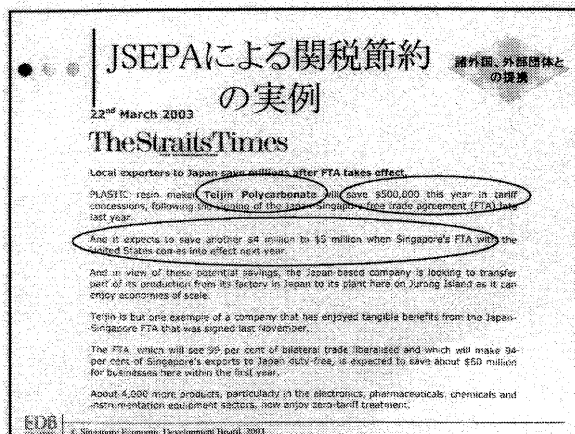 JSEPAによる関税節約
の実例
諸外国、外部団体と
の提携
22nd March 2003
TheStraitsTimes
Local exporters to Japan save millions after FTA takes effect.
PLASTIC resin maker Teijin Polycarbonate will save $500,000 this year in tariff
concessions, following the signing of the Japan-Singapore free trade agreement (FTA) late
last year.
And it expects to save another $4 million to $5 million when Singapore's FTA with the
United States comes into effect next year.
And in view of these potential savings, the Japan-based company is looking to transfer
part of its production from its factory in Japan to its plant here on Jurong Island as it can
enjoy economies of scale.
Teijin is but one example of a company that has enjoyed tangible benefits from the Japan-
Singapore FTA that was signed last November.
The FTA, which will see 99 per cent of bilateral trade liberalised and which will make 94
per cent of Singapore's exports to Japan duty-free, is expected to save about $50 million
for businesses here within the first year.
About 4,000 more products, particularly in the electronics, pharmaceuticals, chemicals and
instrumentation equipment sectors, now enjoy zero-tariff treatment.
EDB
Singapore Economic Development Board, 2003